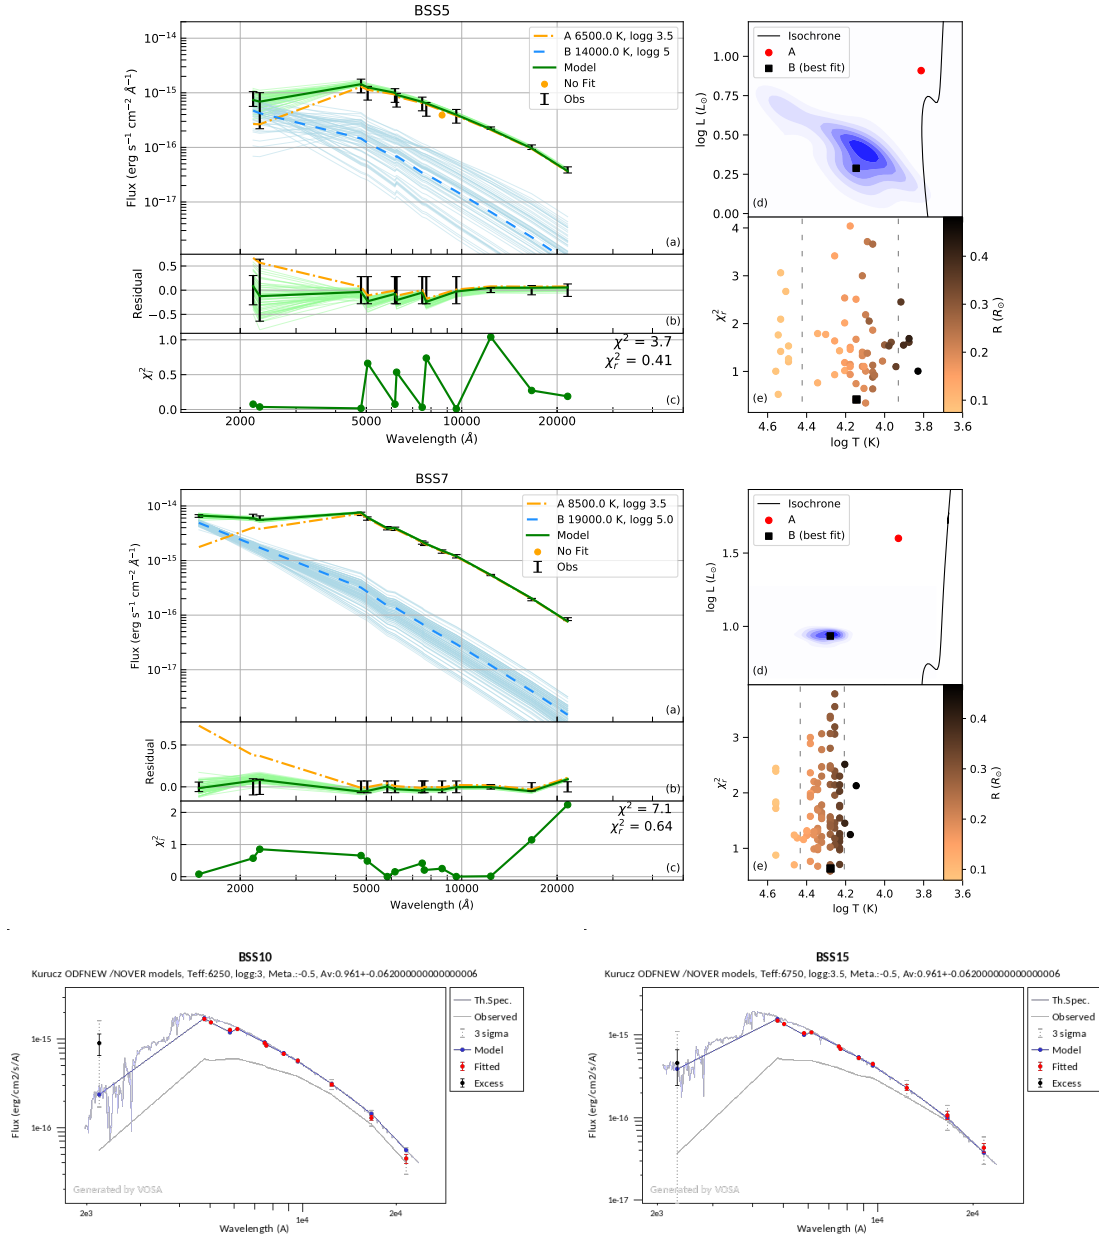 BSS5
A 6500.0 K, logg 3.5
B 14000.0 K, logg 5
Model
No Fit
Obs
Flux (erg s⁻¹ cm⁻² Å⁻¹)
10⁻¹⁴
10⁻¹⁵
10⁻¹⁶
10⁻¹⁷
(a)
Residual
0.5
0.0
−0.5
(b)
χ² = 3.7
χᵣ² = 0.41
χᵢ²
1.0
0.5
0.0
(c)
2000 5000 10000 20000
Wavelength (Å)
Isochrone
A
B (best fit)
log L (L⊙)
1.00
0.75
0.50
0.25
0.00
(d)
χᵣ²
4
3
2
1
(e)
4.6 4.4 4.2 4.0 3.8 3.6
log T (K)
0.4
0.3
0.2
0.1
R (R⊙)
BSS7
A 8500.0 K, logg 3.5
B 19000.0 K, logg 5.0
Model
No Fit
Obs
Flux (erg s⁻¹ cm⁻² Å⁻¹)
10⁻¹⁴
10⁻¹⁵
10⁻¹⁶
10⁻¹⁷
(a)
Residual
0.5
0.0
(b)
χ² = 7.1
χᵣ² = 0.64
χᵢ²
2
1
0
(c)
2000 5000 10000 20000
Wavelength (Å)
Isochrone
A
B (best fit)
log L (L⊙)
1.5
1.0
(d)
χᵣ²
3
2
1
(e)
4.6 4.4 4.2 4.0 3.8 3.6
log T (K)
0.4
0.3
0.2
0.1
R (R⊙)
BSS10
Kurucz ODFNEW /NOVER models, Teff:6250, logg:3, Meta.:-0.5, Av:0.961+-0.062000000000000006
Th.Spec.
Observed
3 sigma
Model
Fitted
Excess
Flux (erg/cm2/s/A)
1e-15
1e-16
Generated by VOSA
2e3 1e4 2e4
Wavelength (A)
BSS15
Kurucz ODFNEW /NOVER models, Teff:6750, logg:3.5, Meta.:-0.5, Av:0.961+-0.062000000000000006
Th.Spec.
Observed
3 sigma
Model
Fitted
Excess
Flux (erg/cm2/s/A)
1e-15
1e-16
1e-17
Generated by VOSA
2e3 1e4 2e4
Wavelength (A)